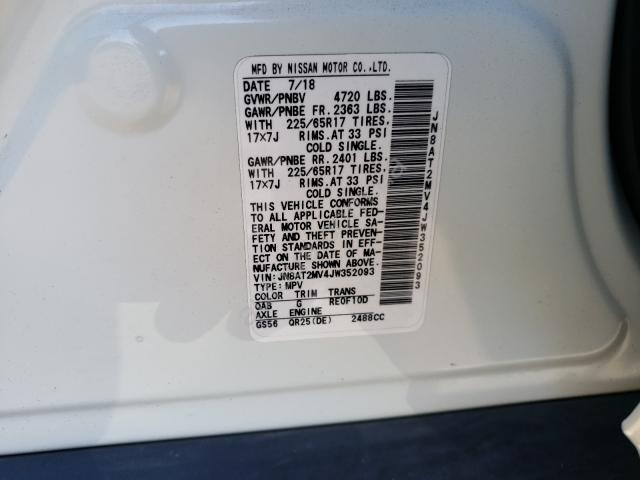 MFD BY NISSAN MOTOR CO.,LTD.
DATE 7/18
GVWR/PNBV 4720 LBS.
GAWR/PNBE FR. 2363 LBS.
WITH 225/65R17 TIRES,
17×7J RIMS,AT 33 PSI
COLD SINGLE.
GAWR/PNBE RR. 2401 LBS.
WITH 225/65R17 TIRES,
17×7J RIMS,AT 33 PSI
COLD SINGLE.
THIS VEHICLE CONFORMS
TO ALL APPLICABLE FED-
ERAL MOTOR VEHICLE SA-
FETY AND THEFT PREVEN-
TION STANDARDS IN EFF-
ECT ON THE DATE OF MA-
NUFACTURE SHOWN ABOVE.
VIN:JN8AT2MV4JW352093
TYPE: MPV
COLOR TRIM TRANS
QAB G RE0F10D
AXLE ENGINE
GS56 QR25(DE) 2488CC
JN8AT2MV4JW352093